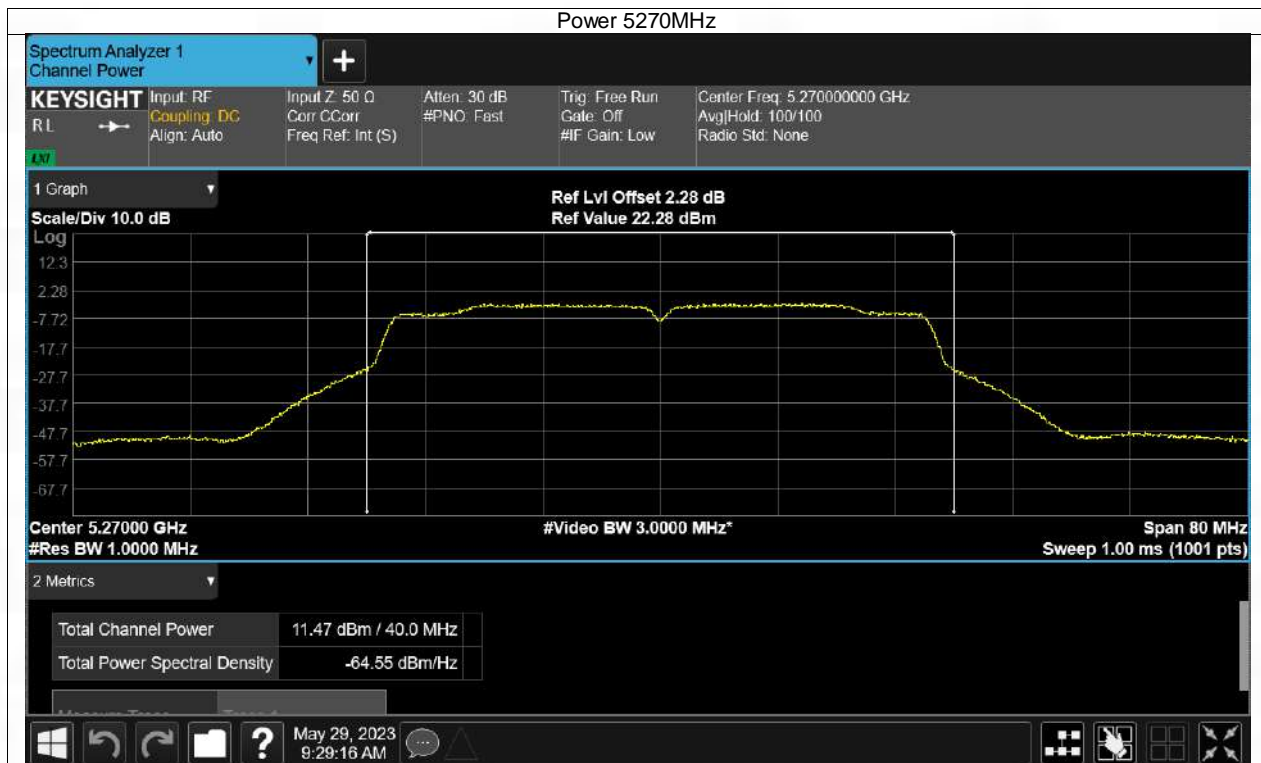 Power 5270MHz
Spectrum Analyzer 1
Channel Power
+
KEYSIGHT
Input: RF
Input Z: 50 Ω
Atten: 30 dB
Trig: Free Run
Center Freq: 5.270000000 GHz
RL
Coupling: DC
Corr CCorr
#PNO: Fast
Gate: Off
Avg|Hold: 100/100
Align: Auto
Freq Ref: Int (S)
#IF Gain: Low
Radio Std: None
LXI
1 Graph
Ref Lvl Offset 2.28 dB
Scale/Div 10.0 dB
Ref Value 22.28 dBm
Log
12.3
2.28
-7.72
-17.7
-27.7
-37.7
-47.7
-57.7
-67.7
Center 5.27000 GHz
#Video BW 3.0000 MHz*
Span 80 MHz
#Res BW 1.0000 MHz
Sweep 1.00 ms (1001 pts)
2 Metrics
Total Channel Power 11.47 dBm / 40.0 MHz
Total Power Spectral Density -64.55 dBm/Hz
?
May 29, 2023
9:29:16 AM